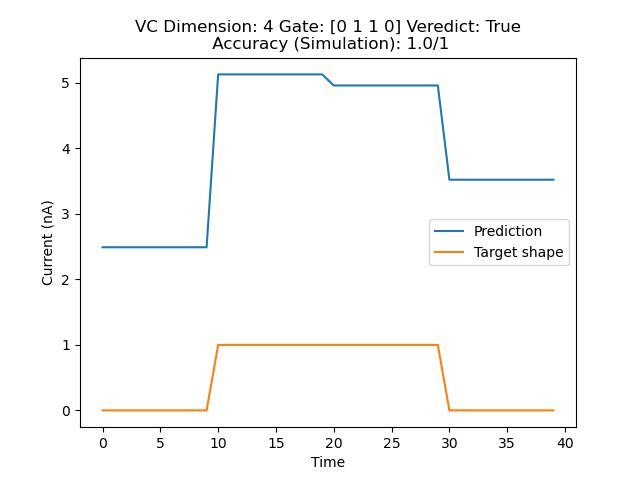 VC Dimension: 4 Gate: [0 1 1 0] Veredict: True
Accuracy (Simulation): 1.0/1
5
4
3
2
1
0
Current (nA)
Prediction
Target shape
0 5 10 15 20 25 30 35 40
Time